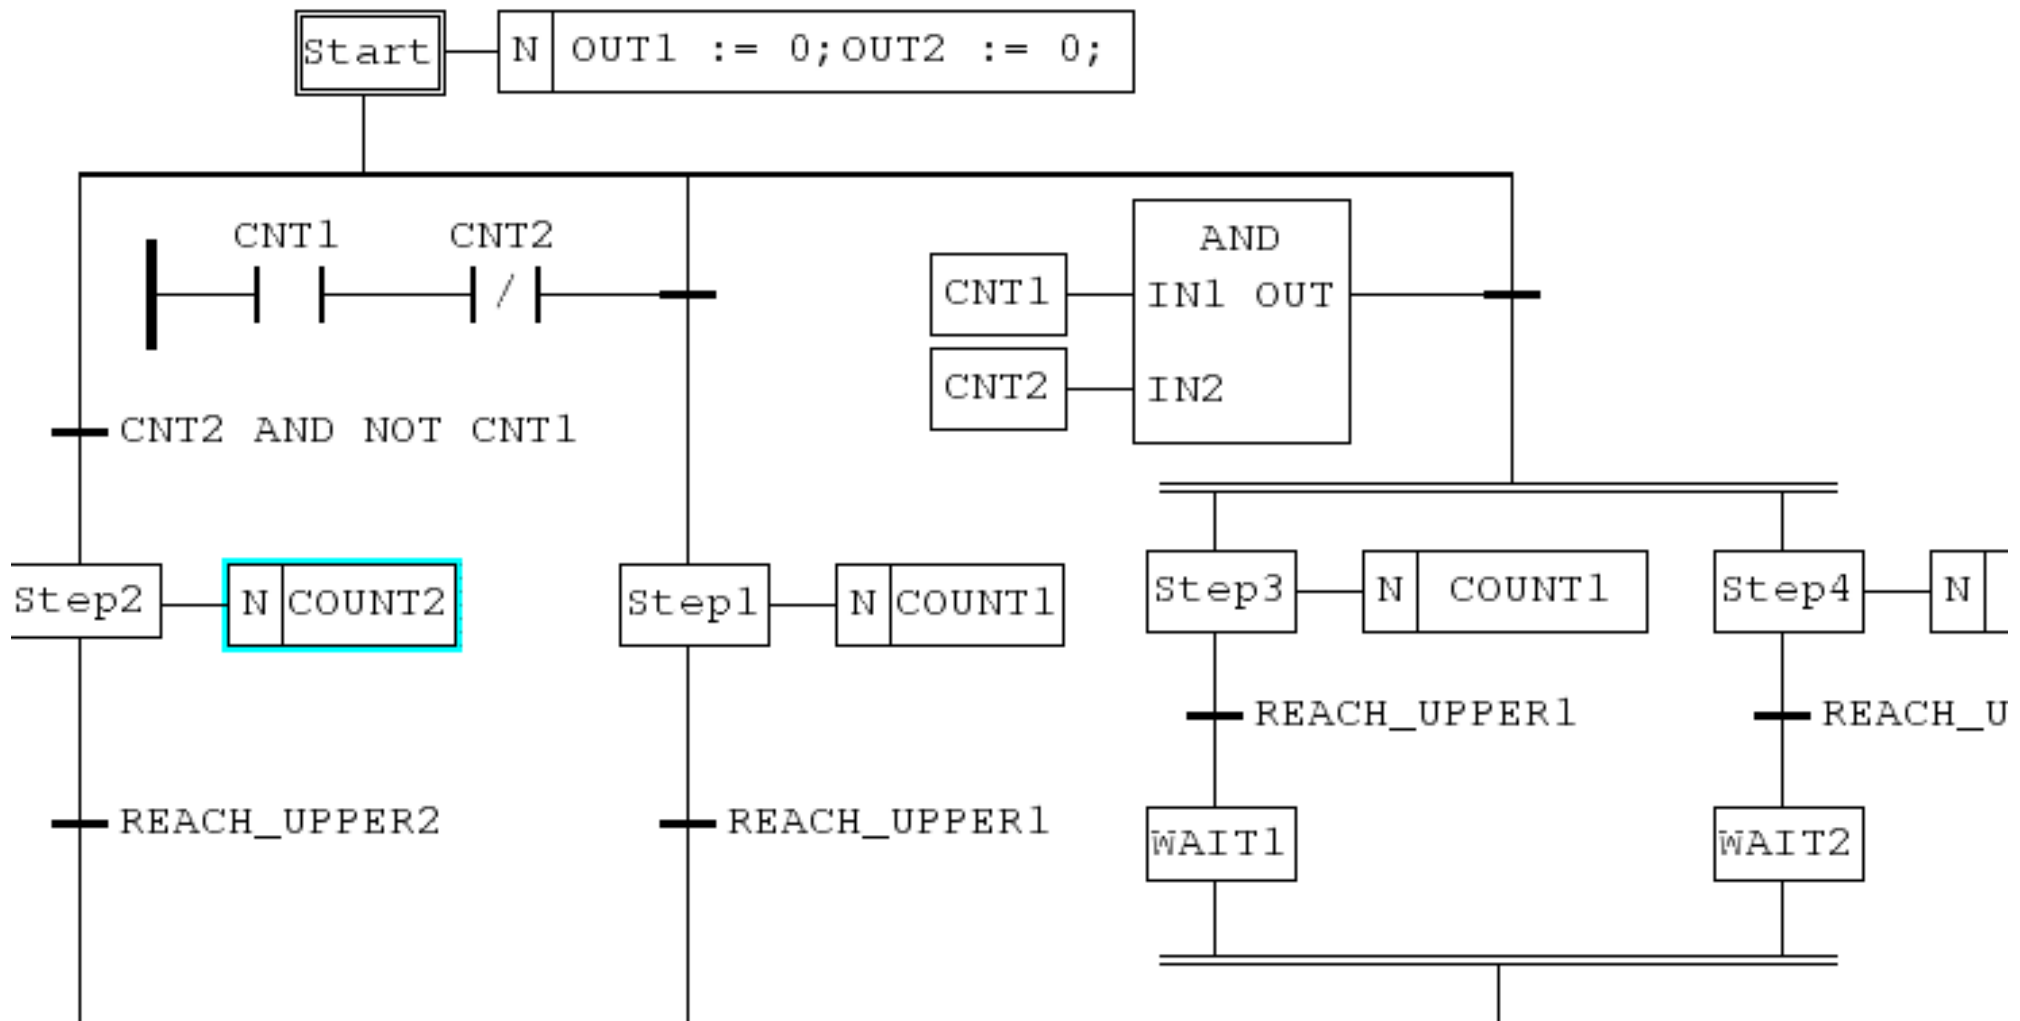 Start
N
OUT1 := 0;OUT2 := 0;
CNT1
CNT2
/
AND
CNT1
IN1 OUT
CNT2
IN2
CNT2 AND NOT CNT1
Step2
N
COUNT2
Step1
N
COUNT1
Step3
N
COUNT1
Step4
N
REACH_UPPER1
REACH_U
REACH_UPPER2
REACH_UPPER1
WAIT1
WAIT2